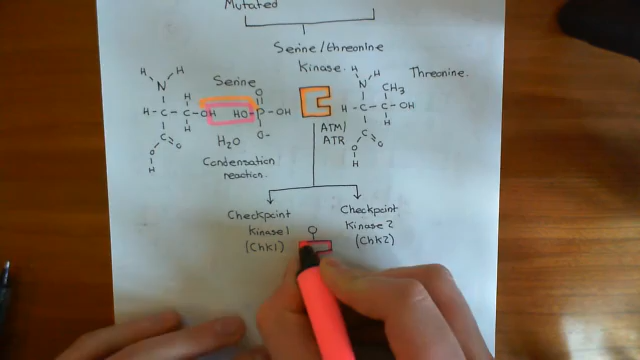 Mutated
Serine/threonine
Kinase.
Serine
Threonine.
H H
N
H
H-C-C-OH HO-P-OH
H
O
O-
C
O
O
H
H2O
Condensation
reaction.
ATM/
ATR
H H
N CH3
H-C-C-OH
H
C
O
O
H
Checkpoint
Kinase 1
(Chk1)
Checkpoint
Kinase 2
(Chk2)